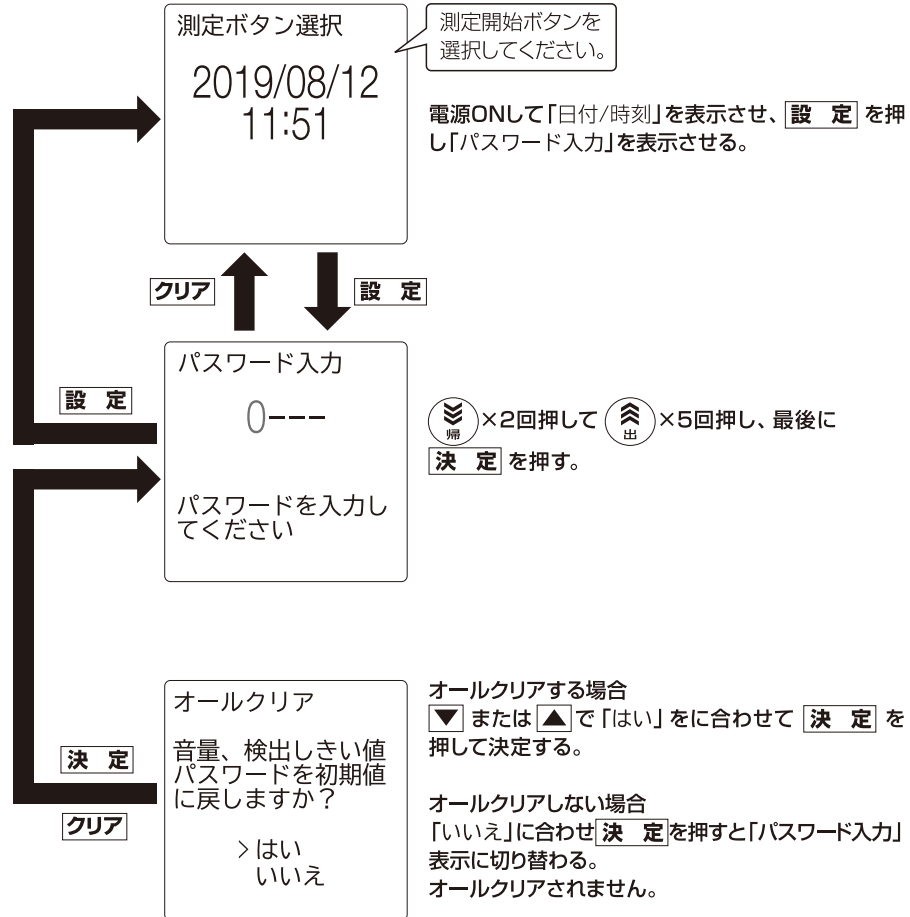 測定ボタン選択
測定開始ボタンを
選択してください。
2019/08/12
11:51
電源ONして「日付/時刻」を表示させ、設 定 を押
し「パスワード入力」を表示させる。
クリア
設 定
パスワード入力
設 定
0---
帰 ×2回押して 出 ×5回押し、最後に
決 定 を押す。
パスワードを入力し
てください
オールクリア
音量、検出しきい値
パスワードを初期値
に戻しますか？
＞はい
いいえ
決 定
クリア
オールクリアする場合
▼ または ▲ で「はい」をに合わせて 決 定 を
押して決定する。
オールクリアしない場合
「いいえ」に合わせ 決 定 を押すと「パスワード入力」
表示に切り替わる。
オールクリアされません。